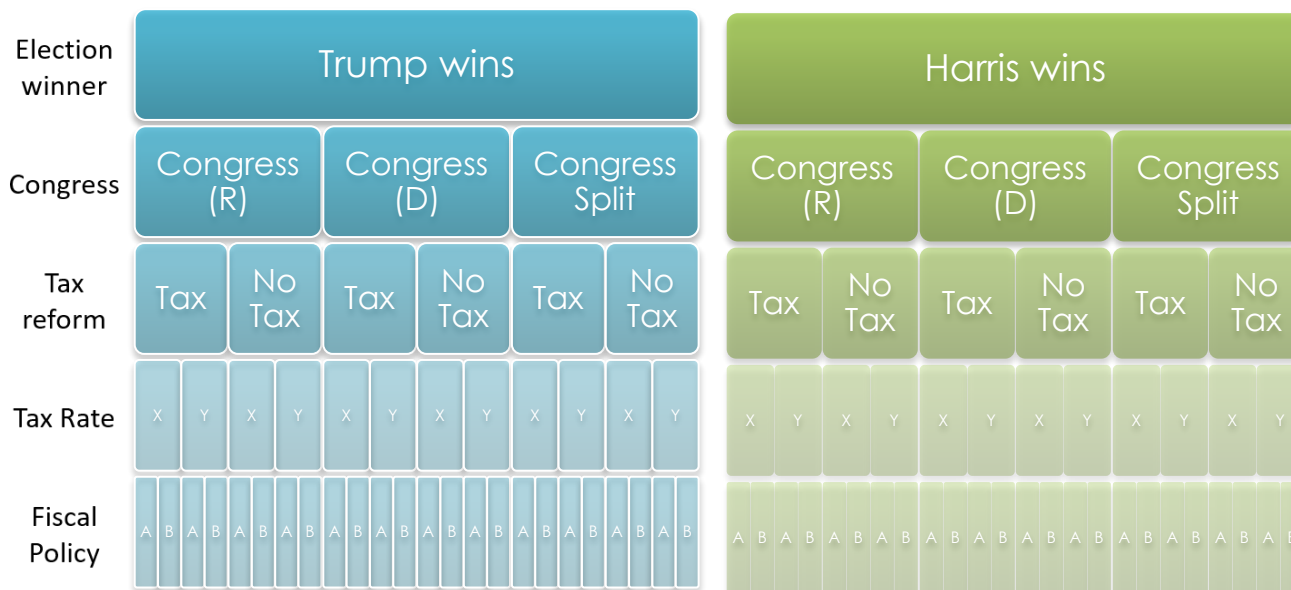 Election
winner
Trump wins
Harris wins
Congress
Congress
(R)
Congress
(D)
Congress
Split
Congress
(R)
Congress
(D)
Congress
Split
Tax
reform
Tax
No
Tax
Tax
No
Tax
Tax
No
Tax
Tax
No
Tax
Tax
No
Tax
Tax
No
Tax
Tax Rate
X Y X Y X Y X Y X Y X Y
X Y X Y X Y X Y X Y X Y
Fiscal
Policy
A B A B A B A B A B A B A B A B A B A B A B A B
A B A B A B A B A B A B A B A B A B A B A B A B